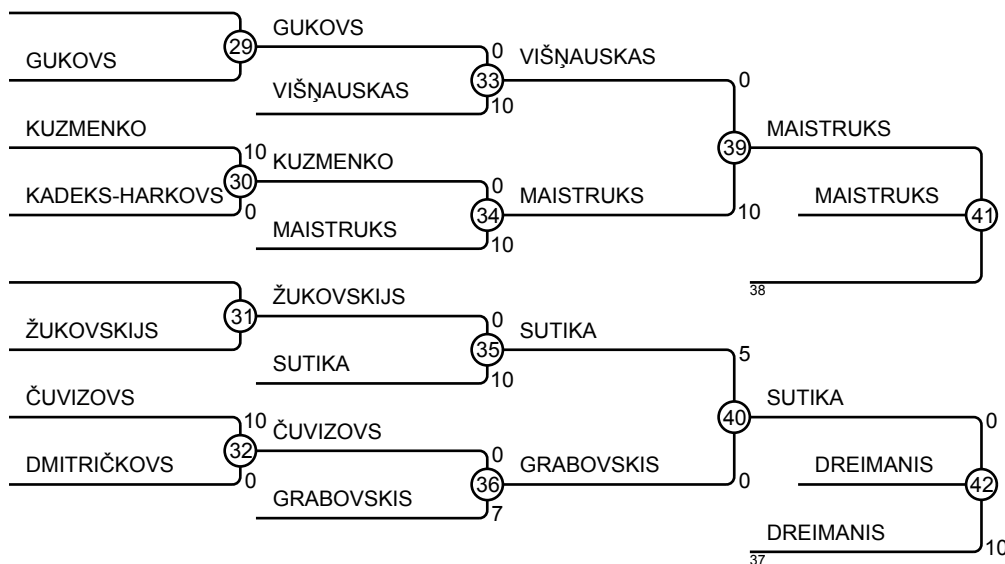 GUKOVS
29
GUKOVS
0
33
VIŠŅAUSKAS
10
VIŠŅAUSKAS
0
KUZMENKO
10
30
KADEKS-HARKOVS
0
KUZMENKO
0
34
MAISTRUKS
10
MAISTRUKS
10
39
MAISTRUKS
MAISTRUKS
41
38
31
ŽUKOVSKIJS
ŽUKOVSKIJS
0
35
SUTIKA
10
SUTIKA
5
ČUVIZOVS
10
32
DMITRIČKOVS
0
ČUVIZOVS
0
36
GRABOVSKIS
7
GRABOVSKIS
0
40
SUTIKA
0
DREIMANIS
42
DREIMANIS
10
37